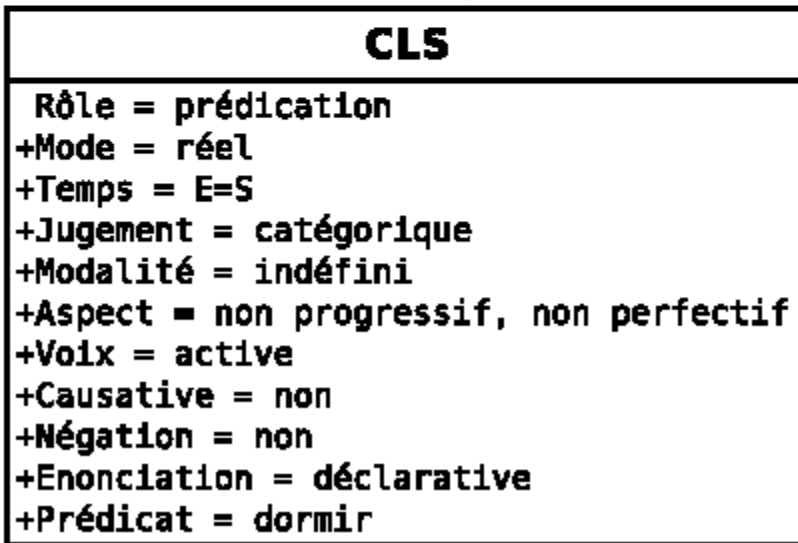 CLS
Rôle = prédication
+Mode = réel
+Temps = E=S
+Jugement = catégorique
+Modalité = indéfini
+Aspect = non progressif, non perfectif
+Voix = active
+Causative = non
+Négation = non
+Enonciation = déclarative
+Prédicat = dormir